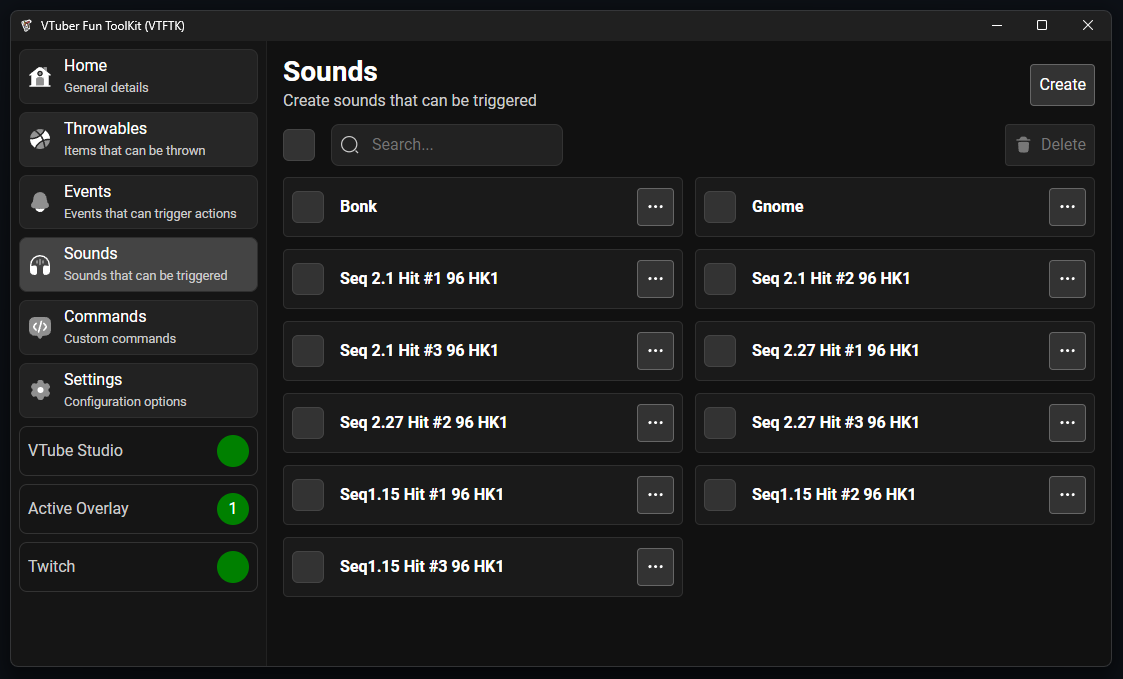 VTuber Fun ToolKit (VTFTK)
Home
General details
Throwables
Items that can be thrown
Events
Events that can trigger actions
Sounds
Sounds that can be triggered
Commands
Custom commands
Settings
Configuration options
VTube Studio
Active Overlay 1
Twitch
Sounds
Create sounds that can be triggered
Create
Search...
Delete
Bonk
Gnome
Seq 2.1 Hit #1 96 HK1
Seq 2.1 Hit #2 96 HK1
Seq 2.1 Hit #3 96 HK1
Seq 2.27 Hit #1 96 HK1
Seq 2.27 Hit #2 96 HK1
Seq 2.27 Hit #3 96 HK1
Seq1.15 Hit #1 96 HK1
Seq1.15 Hit #2 96 HK1
Seq1.15 Hit #3 96 HK1